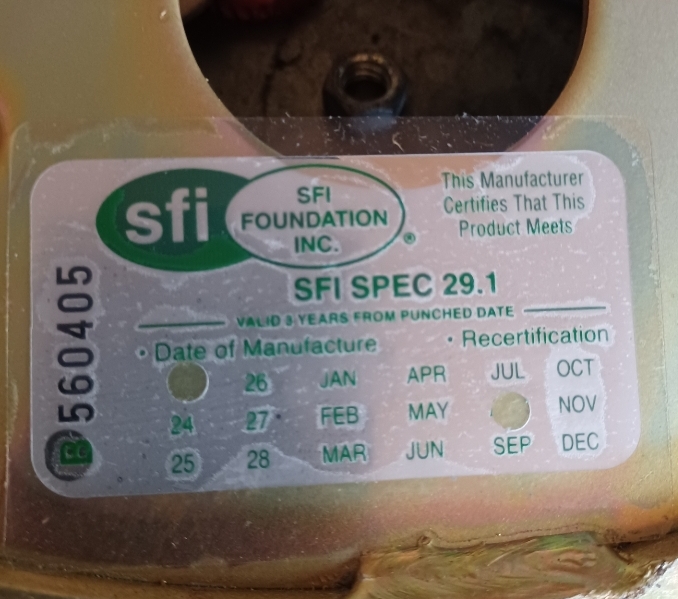 sfi
SFI
FOUNDATION
INC.
®
This Manufacturer
Certifies That This
Product Meets
SFI SPEC 29.1
VALID 3 YEARS FROM PUNCHED DATE
• Date of Manufacture • Recertification
26 JAN APR JUL OCT
24 27 FEB MAY NOV
25 28 MAR JUN SEP DEC
560405